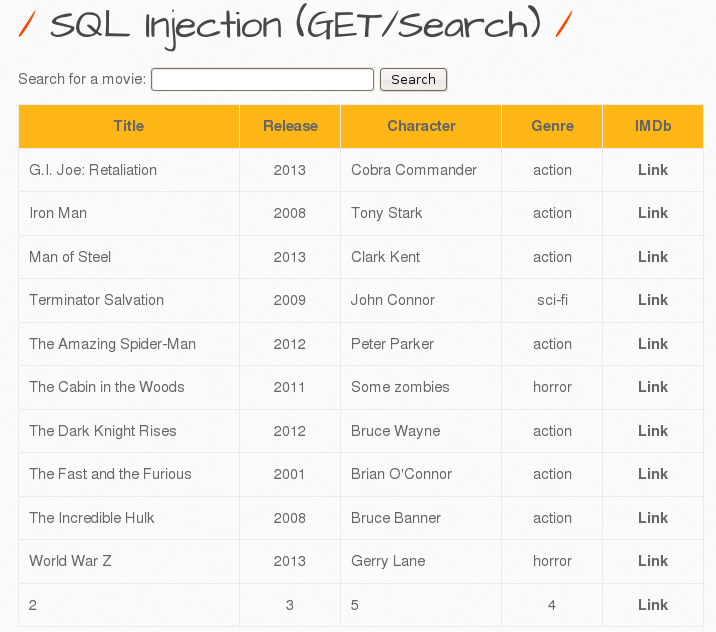 / SQL Injection (GET/Search) /
Search for a movie: Search
Title Release Character Genre IMDb
G.I. Joe: Retaliation 2013 Cobra Commander action Link
Iron Man 2008 Tony Stark action Link
Man of Steel 2013 Clark Kent action Link
Terminator Salvation 2009 John Connor sci-fi Link
The Amazing Spider-Man 2012 Peter Parker action Link
The Cabin in the Woods 2011 Some zombies horror Link
The Dark Knight Rises 2012 Bruce Wayne action Link
The Fast and the Furious 2001 Brian O'Connor action Link
The Incredible Hulk 2008 Bruce Banner action Link
World War Z 2013 Gerry Lane horror Link
2 3 5 4 Link